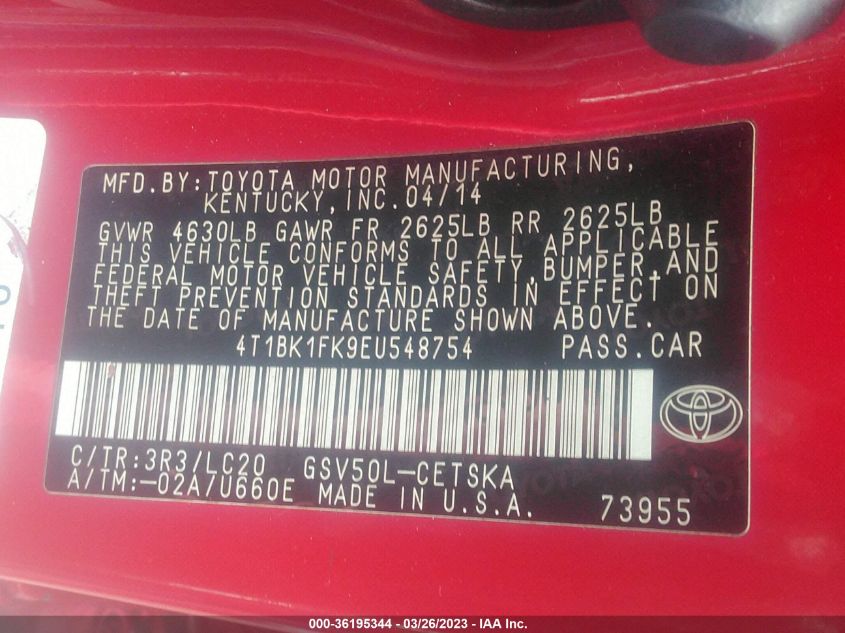 MFD.BY:TOYOTA MOTOR MANUFACTURING,
KENTUCKY,INC.04/14
GVWR 4630LB GAWR FR 2625LB RR 2625LB
THIS VEHICLE CONFORMS TO ALL APPLICABLE
FEDERAL MOTOR VEHICLE SAFETY,BUMPER,AND
THEFT PREVENTION STANDARDS IN EFFECT ON
THE DATE OF MANUFACTURE SHOWN ABOVE.
4T1BK1FK9EU548754 PASS.CAR
C/TR:3R3/LC20 GSV50L-CETSKA
A/TM:-02A/U660E MADE IN U.S.A. 73955
000-36195344 / 03/26/2023 - IAA Inc.